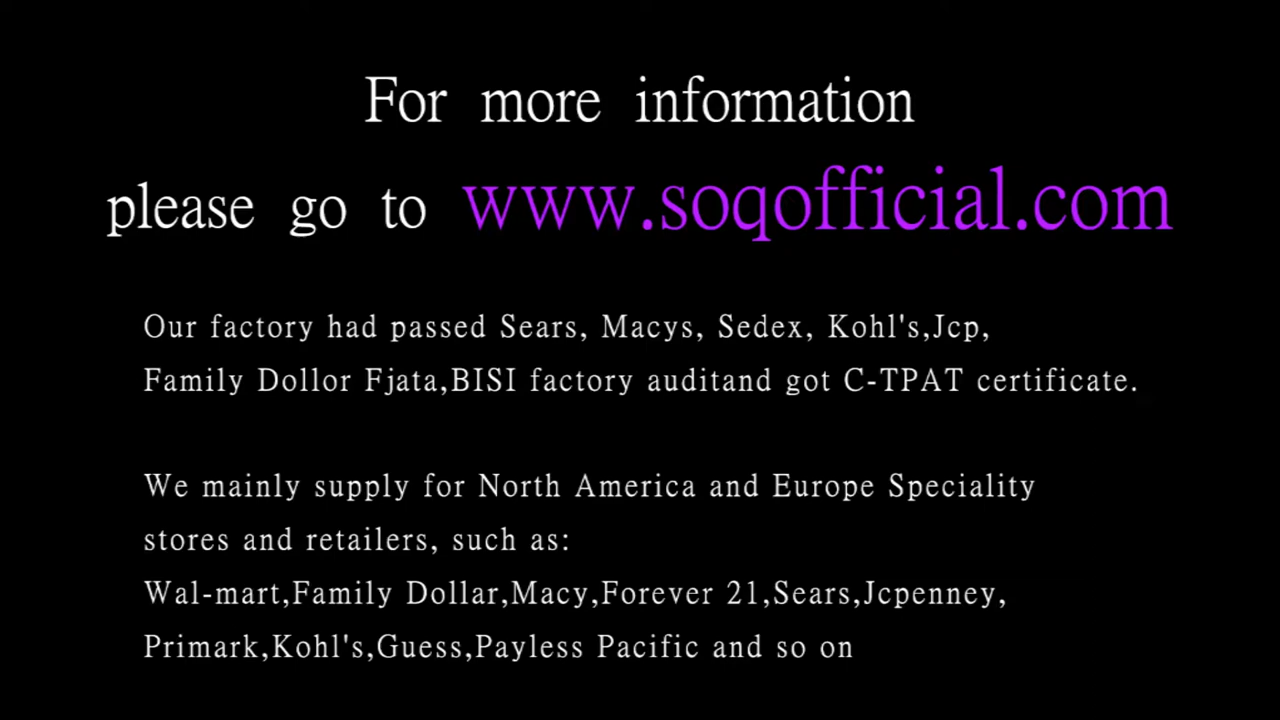 For more information
please go to www.soqofficial.com
Our factory had passed Sears, Macys, Sedex, Kohl's,Jcp,
Family Dollor Fjata,BISI factory auditand got C-TPAT certificate.
We mainly supply for North America and Europe Speciality
stores and retailers, such as:
Wal-mart,Family Dollar,Macy,Forever 21,Sears,Jcpenney,
Primark,Kohl's,Guess,Payless Pacific and so on